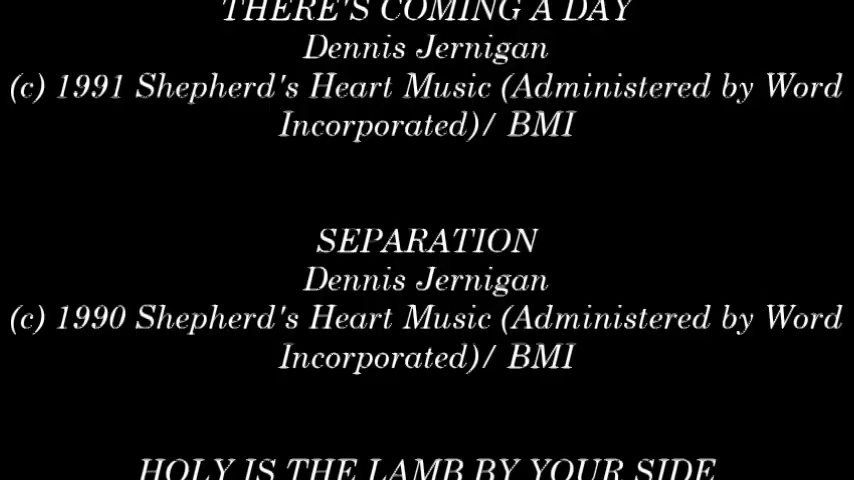 THERE'S COMING A DAY
Dennis Jernigan
(c) 1991 Shepherd's Heart Music (Administered by Word
Incorporated)/ BMI
SEPARATION
Dennis Jernigan
(c) 1990 Shepherd's Heart Music (Administered by Word
Incorporated)/ BMI
HOLY IS THE LAMB BY YOUR SIDE